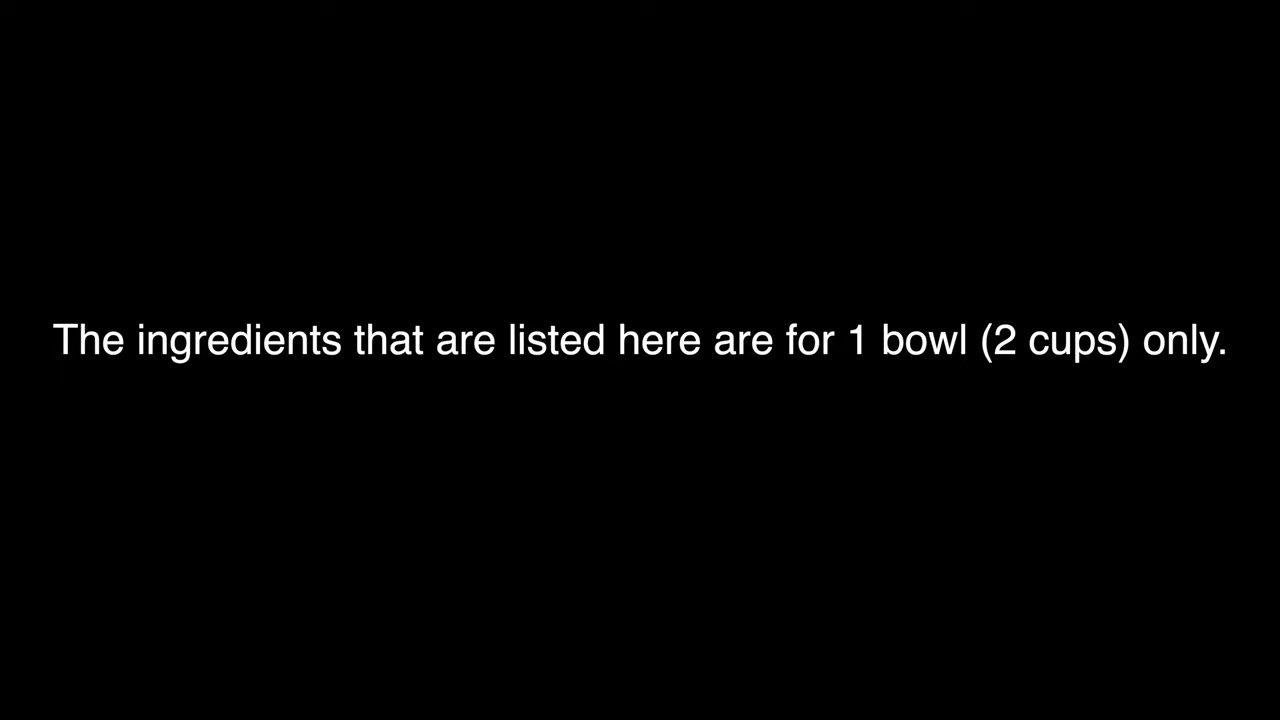 The ingredients that are listed here are for 1 bowl (2 cups) only.